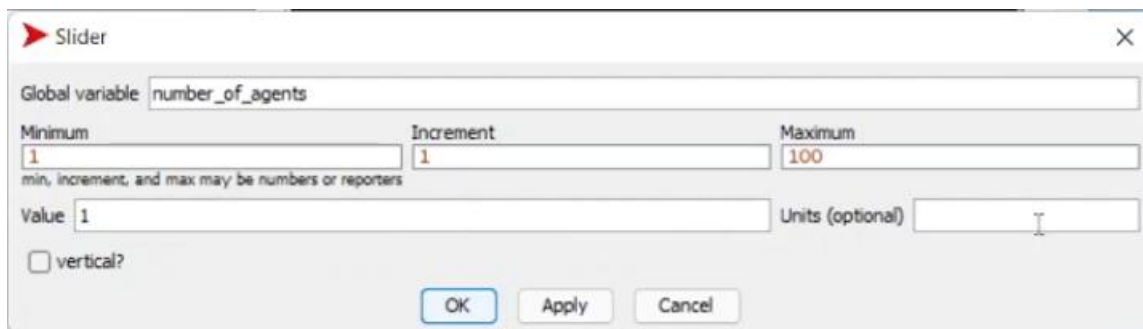 Slider
Global variable number_of_agents
Minimum Increment Maximum
1 1 100
min, increment, and max may be numbers or reporters
Value 1 Units (optional)
vertical?
OK Apply Cancel